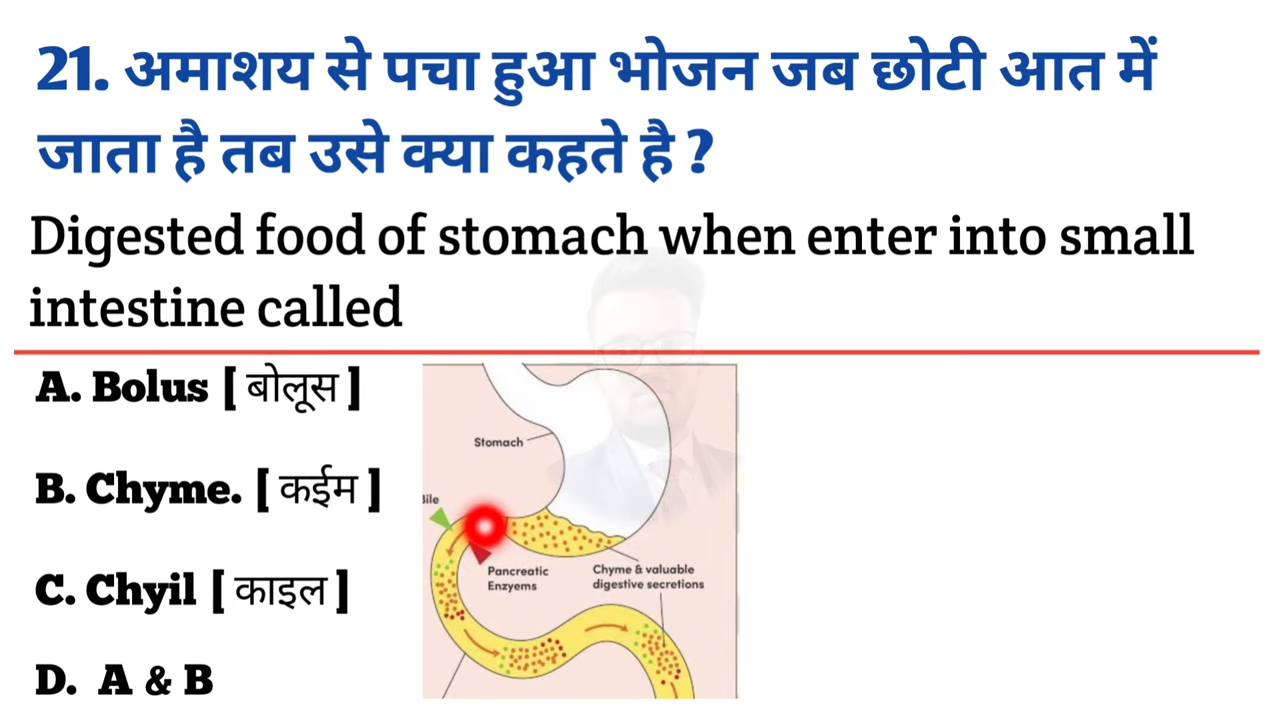 21. अमाशय से पचा हुआ भोजन जब छोटी आत में
जाता है तब उसे क्या कहते है ?
Digested food of stomach when enter into small
intestine called
A. Bolus [ बोलूस ]
B. Chyme. [ कईम ]
C. Chyil [ काइल ]
D. A & B
Stomach
Bile
Pancreatic
Enzyems
Chyme & valuable
digestive secretions